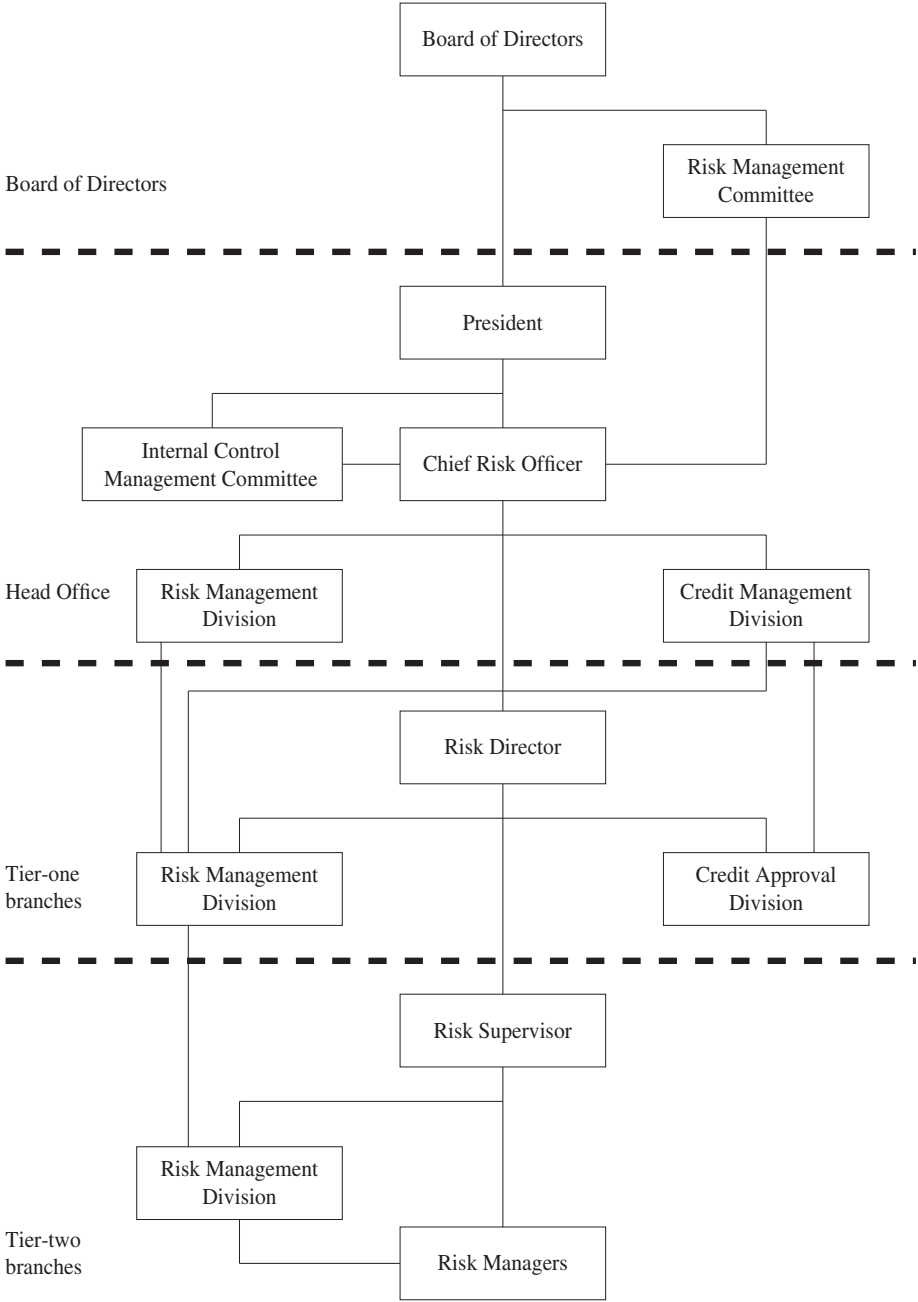 Board of Directors
Board of Directors
Risk Management
Committee
President
Internal Control
Management Committee
Chief Risk Officer
Head Office
Risk Management
Division
Credit Management
Division
Risk Director
Tier-one
branches
Risk Management
Division
Credit Approval
Division
Risk Supervisor
Risk Management
Division
Tier-two
branches
Risk Managers